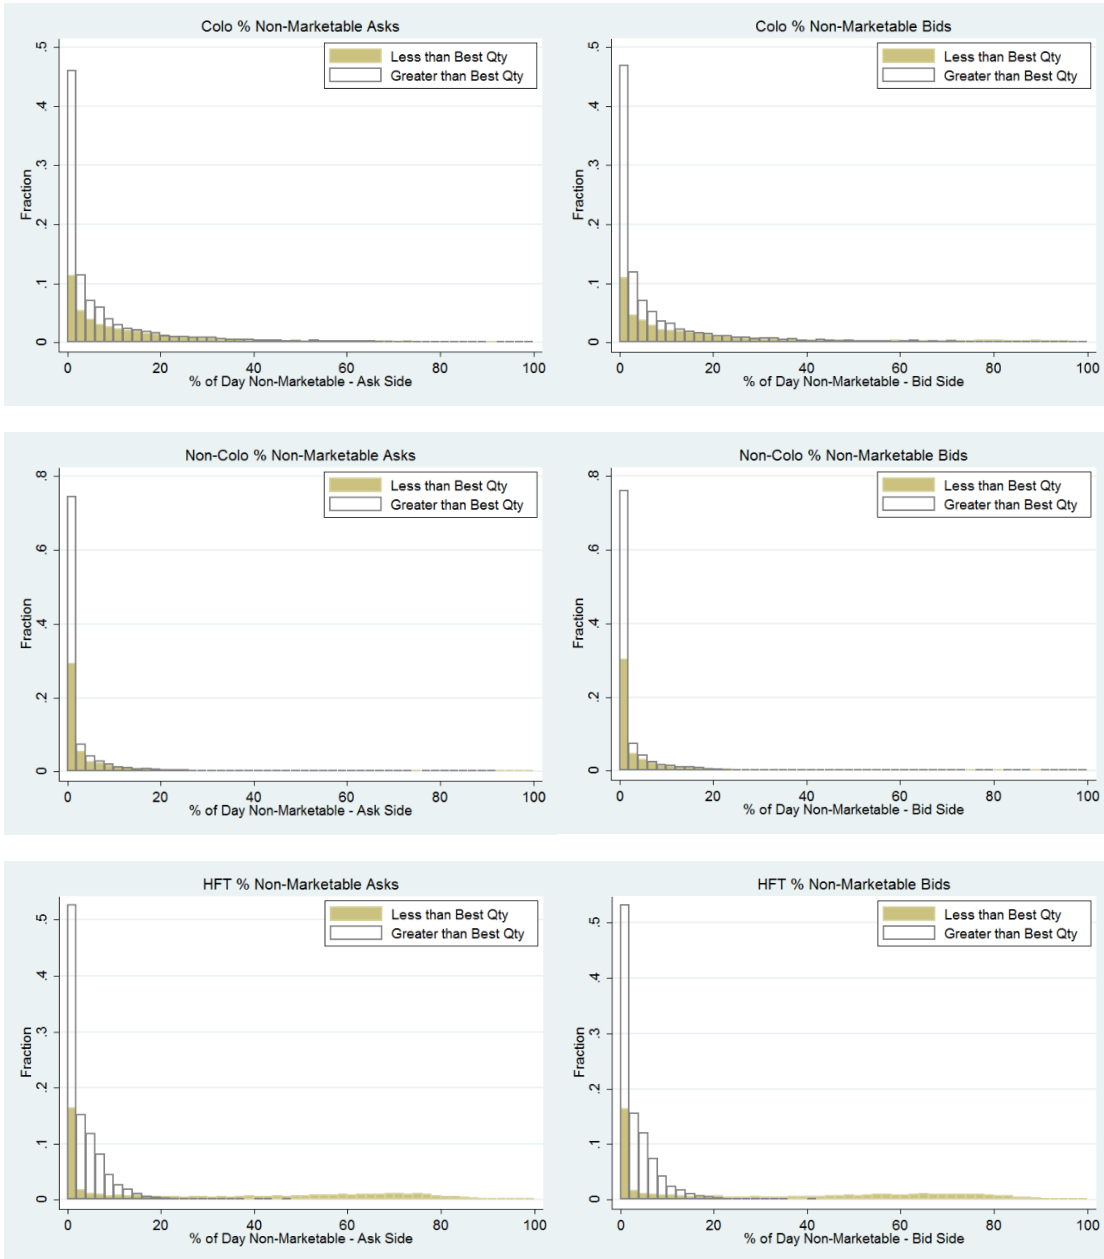 Colo % Non-Marketable Asks
Less than Best Qty
Greater than Best Qty
Fraction
.5
.4
.3
.2
.1
0
0 20 40 60 80 100
% of Day Non-Marketable - Ask Side
Colo % Non-Marketable Bids
Less than Best Qty
Greater than Best Qty
Fraction
.5
.4
.3
.2
.1
0
0 20 40 60 80 100
% of Day Non-Marketable - Bid Side
Non-Colo % Non-Marketable Asks
Less than Best Qty
Greater than Best Qty
Fraction
.8
.6
.4
.2
0
0 20 40 60 80 100
% of Day Non-Marketable - Ask Side
Non-Colo % Non-Marketable Bids
Less than Best Qty
Greater than Best Qty
Fraction
.8
.6
.4
.2
0
0 20 40 60 80 100
% of Day Non-Marketable - Bid Side
HFT % Non-Marketable Asks
Less than Best Qty
Greater than Best Qty
Fraction
.5
.4
.3
.2
.1
0
0 20 40 60 80 100
% of Day Non-Marketable - Ask Side
HFT % Non-Marketable Bids
Less than Best Qty
Greater than Best Qty
Fraction
.5
.4
.3
.2
.1
0
0 20 40 60 80 100
% of Day Non-Marketable - Bid Side